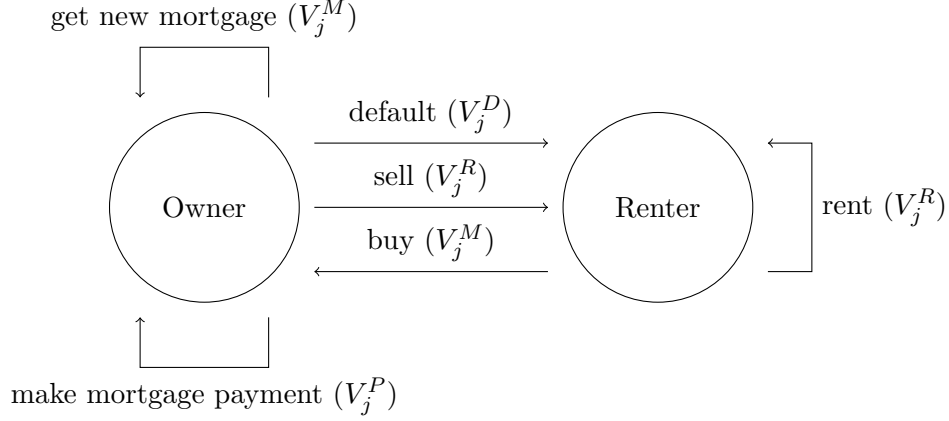 get new mortgage (V_j^M)
default (V_j^D)
sell (V_j^R)
Owner
Renter
rent (V_j^R)
buy (V_j^M)
make mortgage payment (V_j^P)